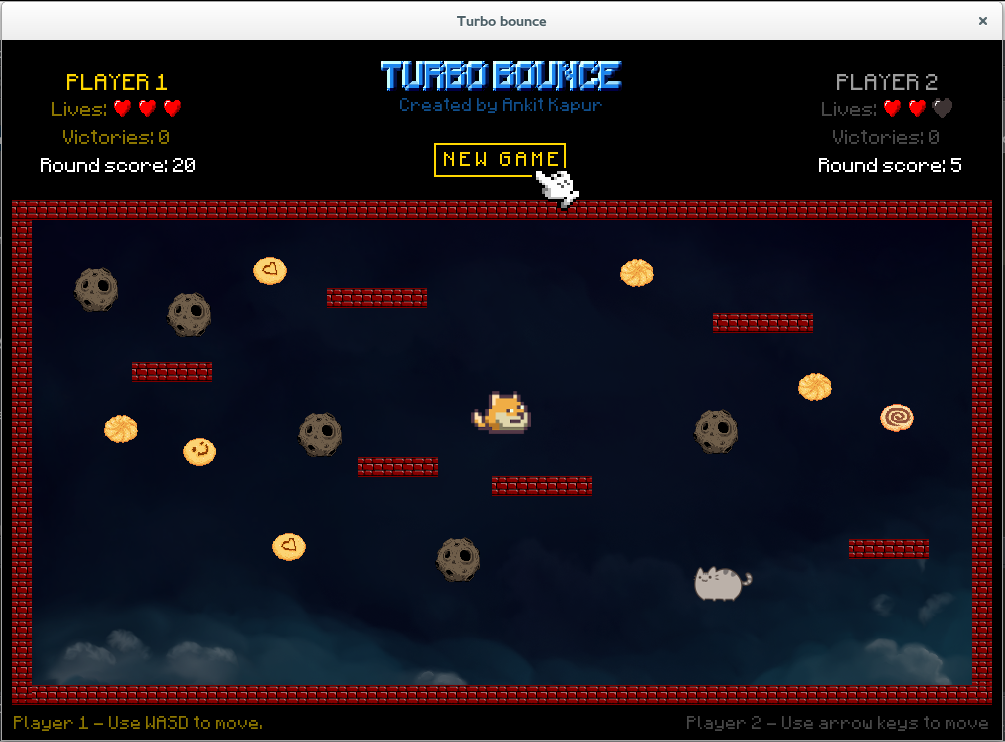 Turbo bounce
TURBO BOUNCE
Created by Ankit Kapur
NEW GAME
PLAYER 1
Lives:
Victories: 0
Round score: 20
PLAYER 2
Lives:
Victories: 0
Round score: 5
Player 1 – Use WASD to move.
Player 2 – Use arrow keys to move